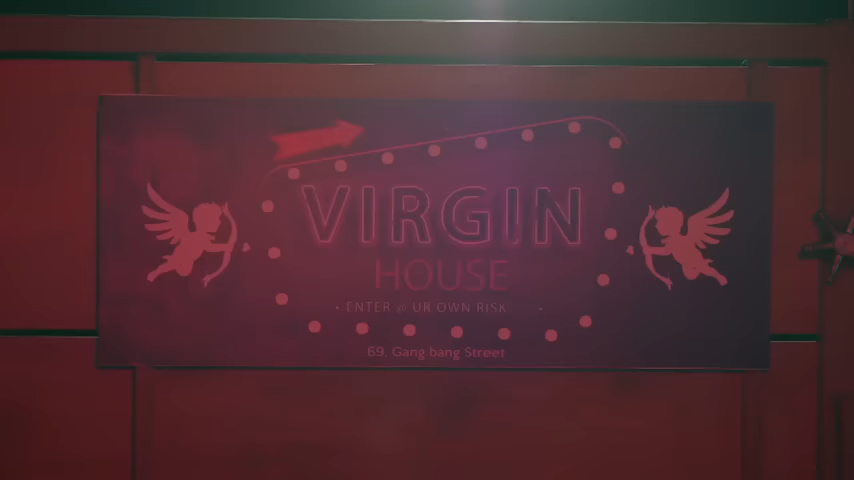 VIRGIN
HOUSE
• ENTER @ UR OWN RISK •
69, Gang bang Street